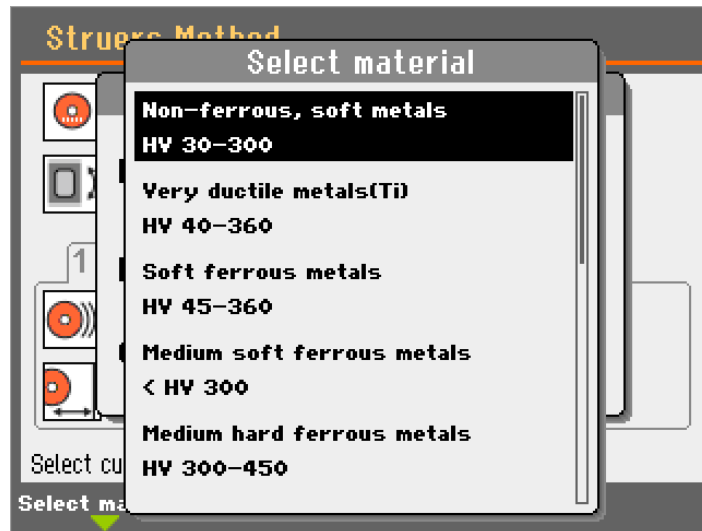 Struers Method
Select material
Non-ferrous, soft metals
HV 30-300
Very ductile metals(Ti)
HV 40-360
Soft ferrous metals
HV 45-360
Medium soft ferrous metals
< HV 300
Medium hard ferrous metals
HV 300-450
1
Select cu
Select ma